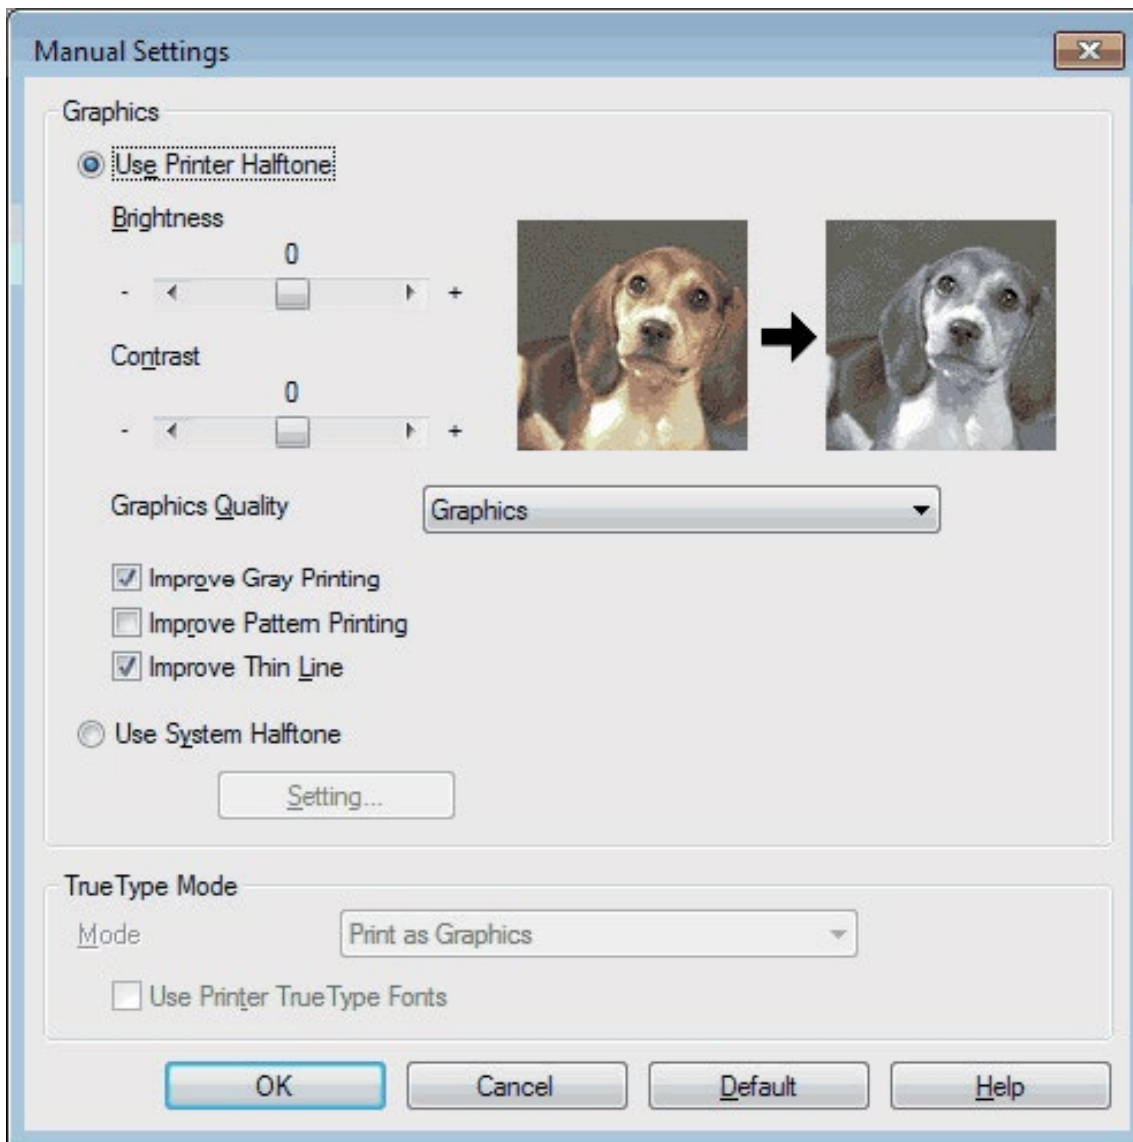 Manual Settings
Graphics
Use Printer Halftone
Brightness
0
- +
Contrast
0
- +
Graphics Quality Graphics
Improve Gray Printing
Improve Pattern Printing
Improve Thin Line
Use System Halftone
Setting...
TrueType Mode
Mode Print as Graphics
Use Printer TrueType Fonts
OK Cancel Default Help